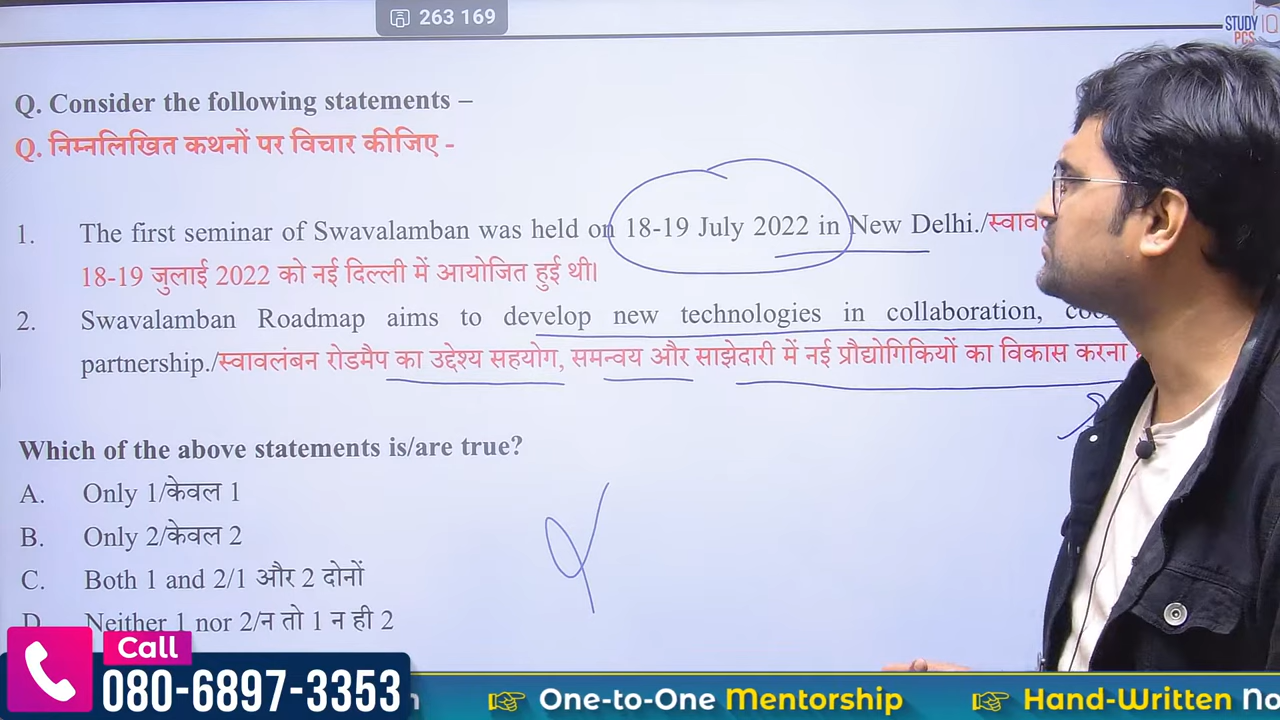 263 169
STUDY IQ
PCS
Q. Consider the following statements –
Q. निम्नलिखित कथनों पर विचार कीजिए -
1. The first seminar of Swavalamban was held on 18-19 July 2022 in New Delhi./
18-19 जुलाई 2022 को नई दिल्ली में आयोजित हुई थी।
2. Swavalamban Roadmap aims to develop new technologies in collaboration,
partnership./स्वावलंबन रोडमैप का उद्देश्य सहयोग, समन्वय और साझेदारी में नई प्रौद्योगिकियों का विकास करना
Which of the above statements is/are true?
A. Only 1/केवल 1
B. Only 2/केवल 2
C. Both 1 and 2/1 और 2 दोनों
D. Neither 1 nor 2/न तो 1 न ही 2
Call
080-6897-3353
One-to-One Mentorship
Hand-Written